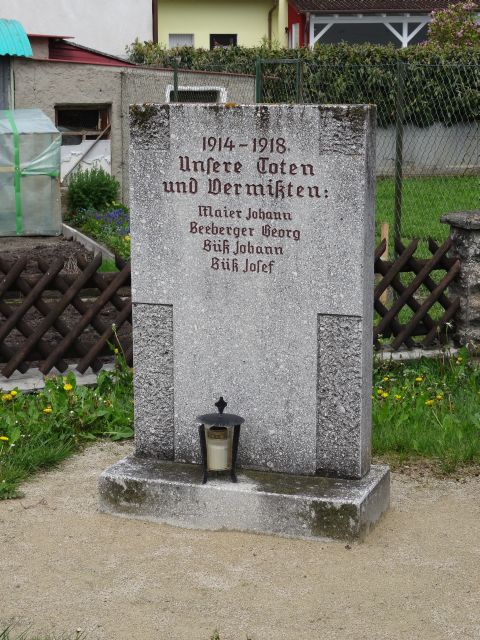 1914-1918.
Unsere Toten
und Vermißten:
Maier Johann
Beeberger Georg
Büß Johann
Büß Josef